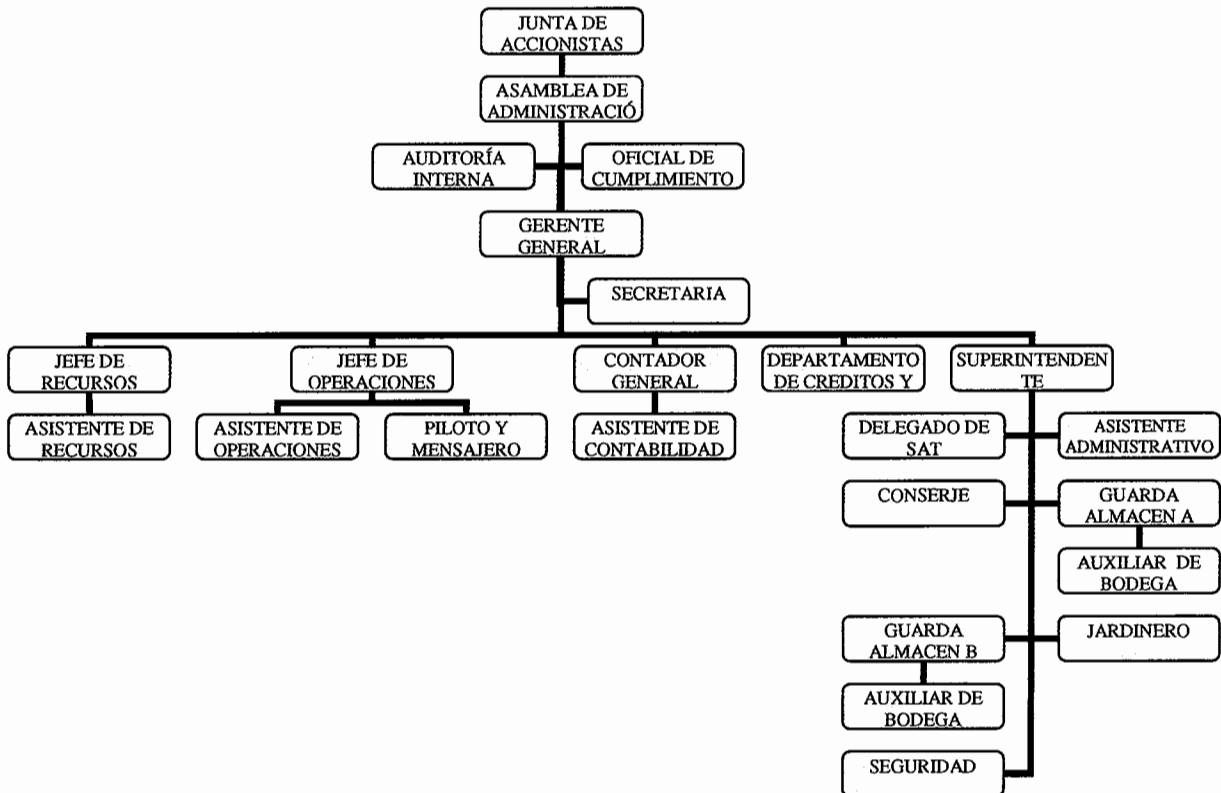 JUNTA DE
ACCIONISTAS
ASAMBLEA DE
ADMINISTRACIÓ
AUDITORÍA
INTERNA
OFICIAL DE
CUMPLIMIENTO
GERENTE
GENERAL
SECRETARIA
JEFE DE
RECURSOS
JEFE DE
OPERACIONES
CONTADOR
GENERAL
DEPARTAMENTO
DE CREDITOS Y
SUPERINTENDEN
TE
ASISTENTE DE
RECURSOS
ASISTENTE DE
OPERACIONES
PILOTO Y
MENSAJERO
ASISTENTE DE
CONTABILIDAD
DELEGADO DE
SAT
ASISTENTE
ADMINISTRATIVO
CONSERJE
GUARDA
ALMACEN A
AUXILIAR DE
BODEGA
GUARDA
ALMACEN B
JARDINERO
AUXILIAR DE
BODEGA
SEGURIDAD